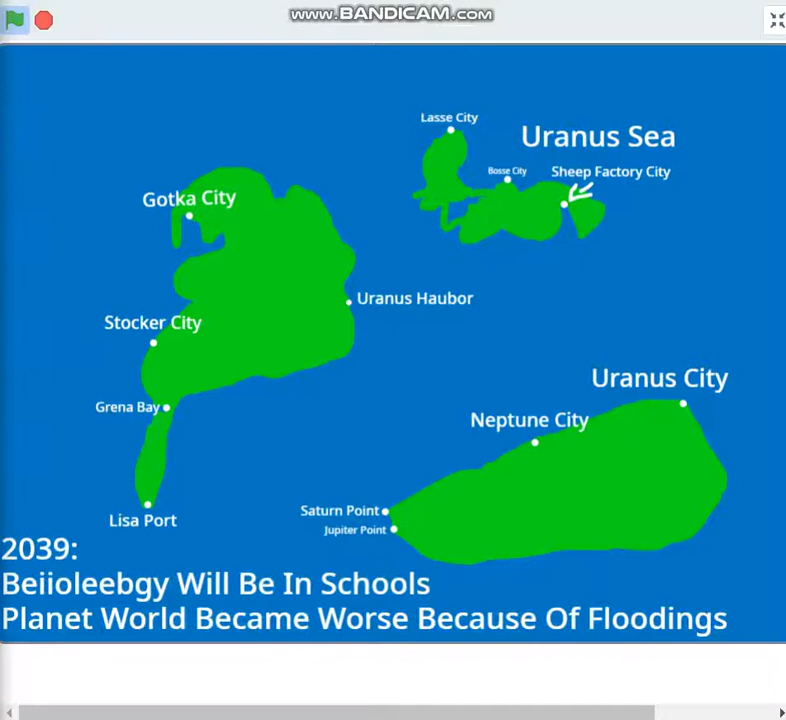 www.BANDICAM.com
Lasse City
Uranus Sea
Bosse City
Sheep Factory City
Gotka City
Uranus Haubor
Stocker City
Uranus City
Grena Bay
Neptune City
Saturn Point
Lisa Port
Jupiter Point
2039:
Beiioleebgy Will Be In Schools
Planet World Became Worse Because Of Floodings